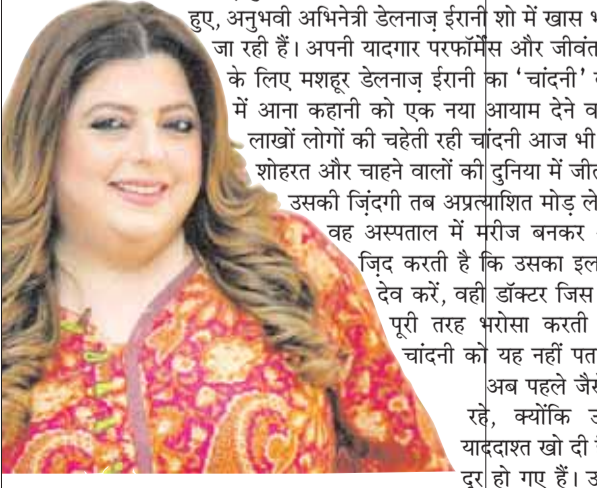 हुए, अनुभवी अभिनेत्री डेलनाज़ ईरानी शो में खास
जा रही हैं। अपनी यादगार परफॉर्मेंस और जीवंत
के लिए मशहूर डेलनाज़ ईरानी का 'चांदनी'
में आना कहानी को एक नया आयाम देने
लाखों लोगों की चहेती रही चांदनी आज भी
शोहरत और चाहने वालों की दुनिया में
उसकी ज़िंदगी तब अप्रत्याशित मोड़ ले
वह अस्पताल में मरीज बनकर
ज़िद करती है कि उसका
देव करें, वही डॉक्टर जिस
पूरी तरह भरोसा करती
चांदनी को यह नहीं
अब पहले
रहे, क्योंकि
याददाश्त खो दी
दूर हो गए हैं।